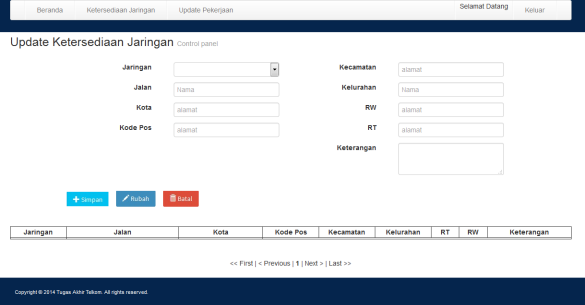 Beranda Ketersediaan Jaringan Update Pekerjaan Selamat Datang Keluar
Update Ketersediaan Jaringan Control panel
Jaringan Kecamatan alamat
Jalan Nama Kelurahan Nama
Kota alamat RW alamat
Kode Pos alamat RT alamat
Keterangan
Simpan Rubah Batal
Jaringan Jalan Kota Kode Pos Kecamatan Kelurahan RT RW Keterangan
<< First | < Previous | 1 | Next > | Last >>
Copyright © 2014 Tugas Akhir Telkom. All rights reserved.